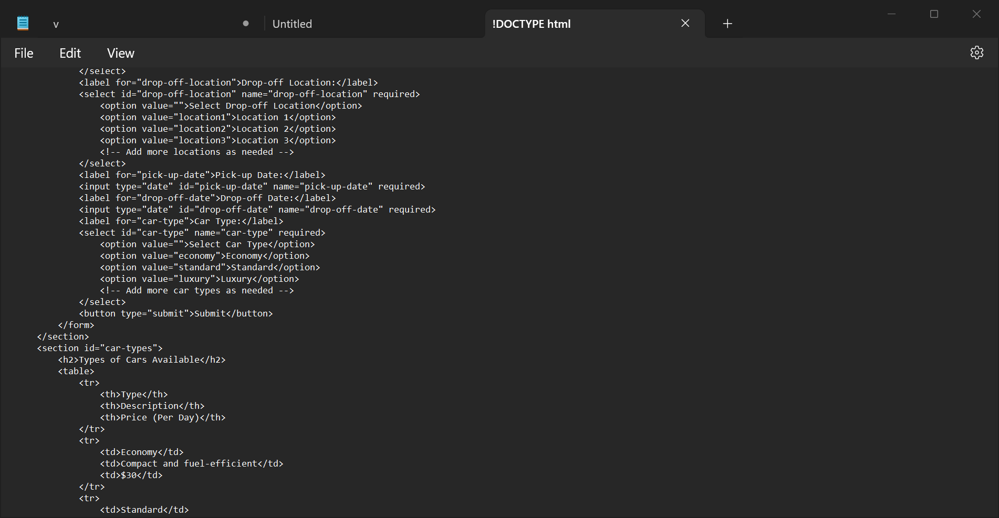 v
Untitled
!DOCTYPE html
File Edit View
</select>
<label for="drop-off-location">Drop-off Location:</label>
<select id="drop-off-location" name="drop-off-location" required>
<option value="">Select Drop-off Location</option>
<option value="location1">Location 1</option>
<option value="location2">Location 2</option>
<option value="location3">Location 3</option>
<!-- Add more locations as needed -->
</select>
<label for="pick-up-date">Pick-up Date:</label>
<input type="date" id="pick-up-date" name="pick-up-date" required>
<label for="drop-off-date">Drop-off Date:</label>
<input type="date" id="drop-off-date" name="drop-off-date" required>
<label for="car-type">Car Type:</label>
<select id="car-type" name="car-type" required>
<option value="">Select Car Type</option>
<option value="economy">Economy</option>
<option value="standard">Standard</option>
<option value="luxury">Luxury</option>
<!-- Add more car types as needed -->
</select>
<button type="submit">Submit</button>
</form>
</section>
<section id="car-types">
<h2>Types of Cars Available</h2>
<table>
<tr>
<th>Type</th>
<th>Description</th>
<th>Price (Per Day)</th>
</tr>
<tr>
<td>Economy</td>
<td>Compact and fuel-efficient</td>
<td>$30</td>
</tr>
<tr>
<td>Standard</td>